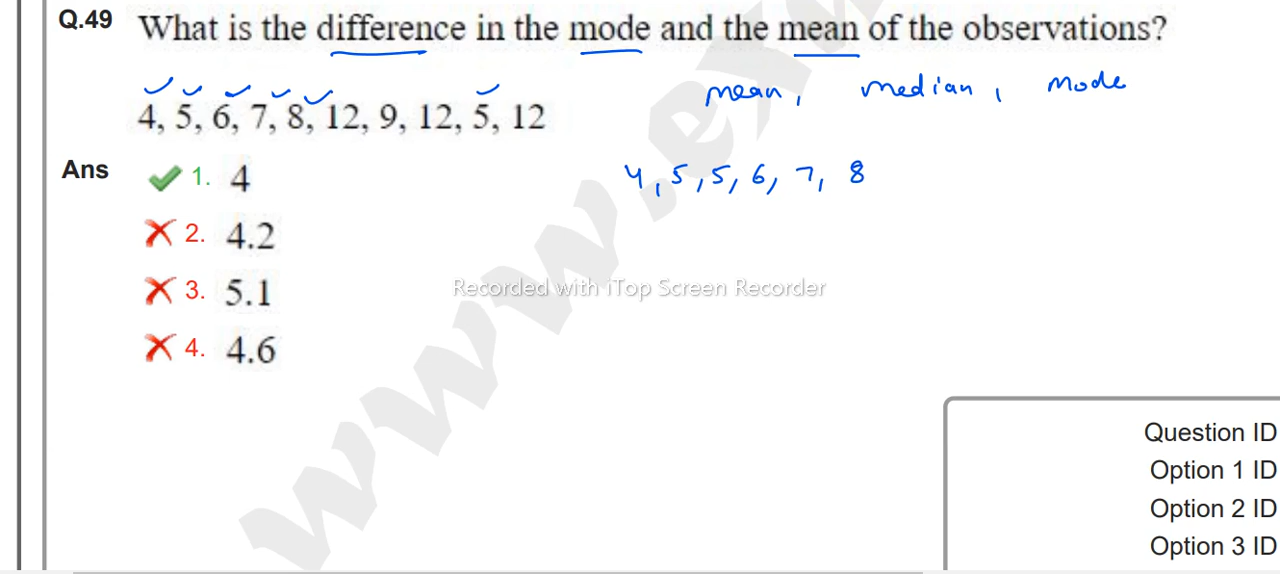 Q.49 What is the difference in the mode and the mean of the observations?
mean, median, mode
4, 5, 6, 7, 8, 12, 9, 12, 5, 12
Ans 1. 4
4, 5, 5, 6, 7, 8
2. 4.2
Recorded with iTop Screen Recorder
3. 5.1
4. 4.6
Question ID
Option 1 ID
Option 2 ID
Option 3 ID
www.ex